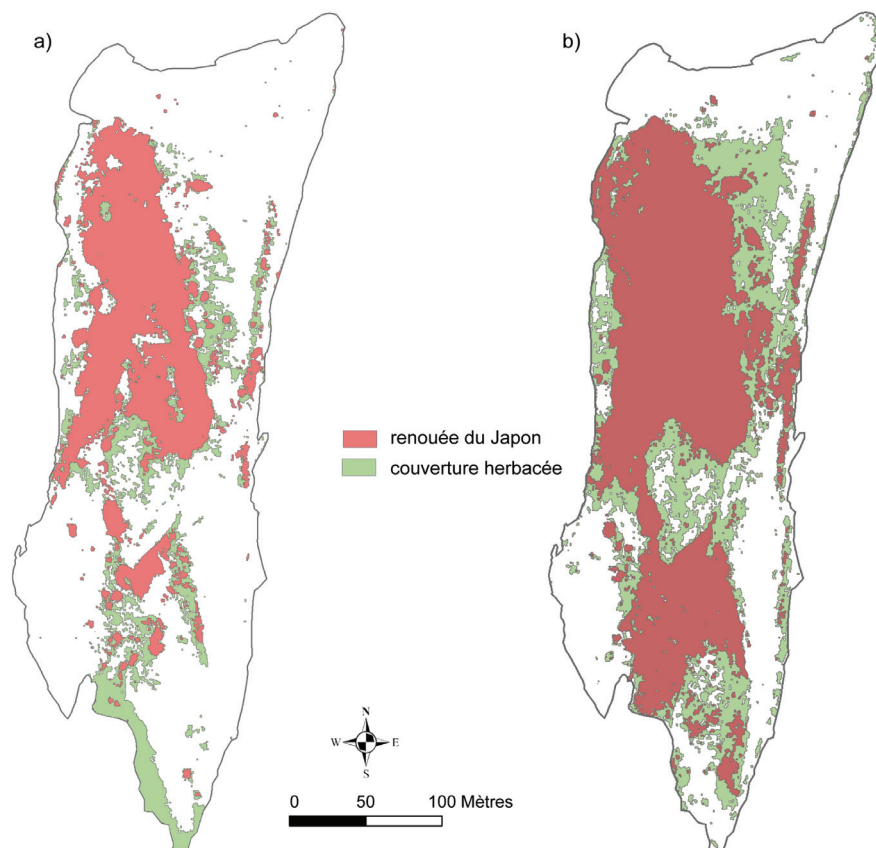 a)
b)
renouée du Japon
couverture herbacée
N
W E
S
0 50 100 Mètres